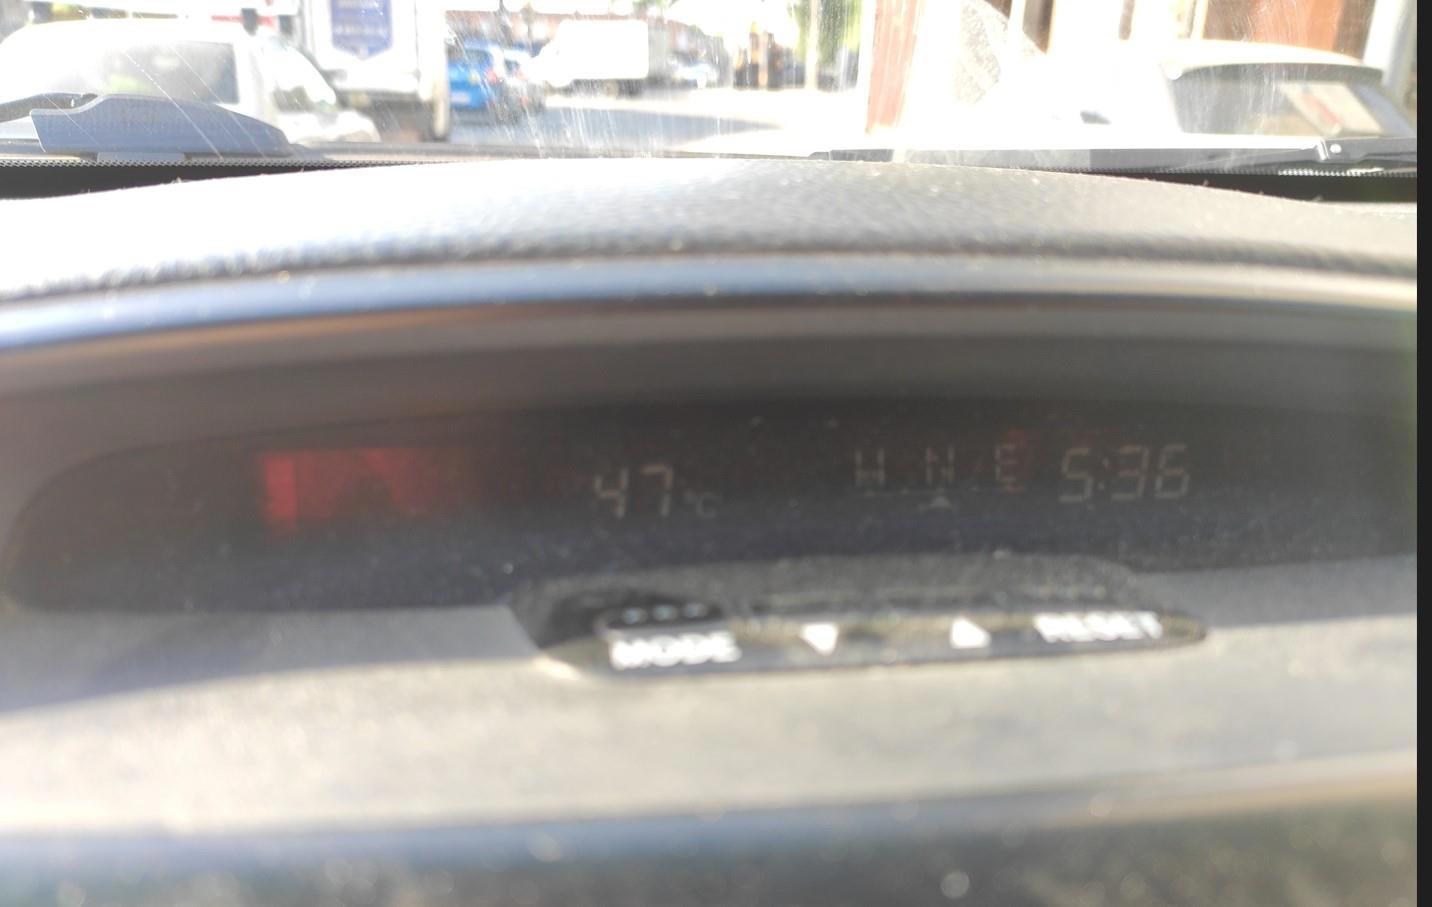 47 °C W N E 5:36
MODE ▼ ▲ RESET